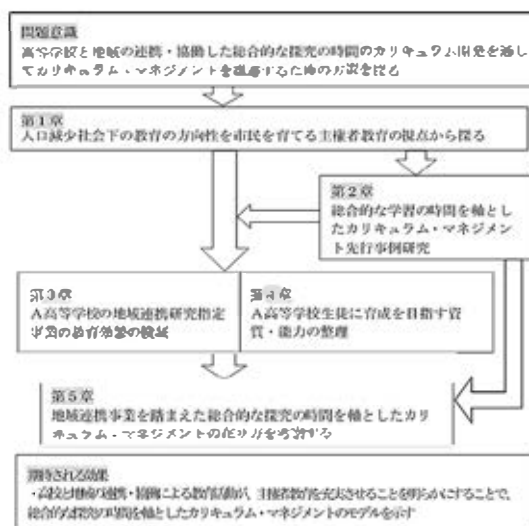 問題意識
高等学校と地域の連携・協働した総合的な探究の時間のカリキュラム開発を通し
てカリキュラム・マネジメントを するための方策を探る
第1章
人口減少社会下の教育の方向性を市民を育てる主権者教育の視点から探る
第2章
総合的な学習の時間を軸とし
たカリキュラム・マネジメン
ト先行事例研究
第3章
A高等学校の地域連携研究指定
の教育効果の検証
第4章
A高等学校生徒に育成を目指す資
質・能力の整理
第5章
地域連携事業を踏まえた総合的な探究の時間を軸としたカリ
キュラム・マネジメントの在り方を考察する
期待される効果
・高校と地域の連携・協働による教育活動が、主権者教育を充実させることを明らかにすることで、
総合的な探究の時間を軸としたカリキュラム・マネジメントのモデルを示す